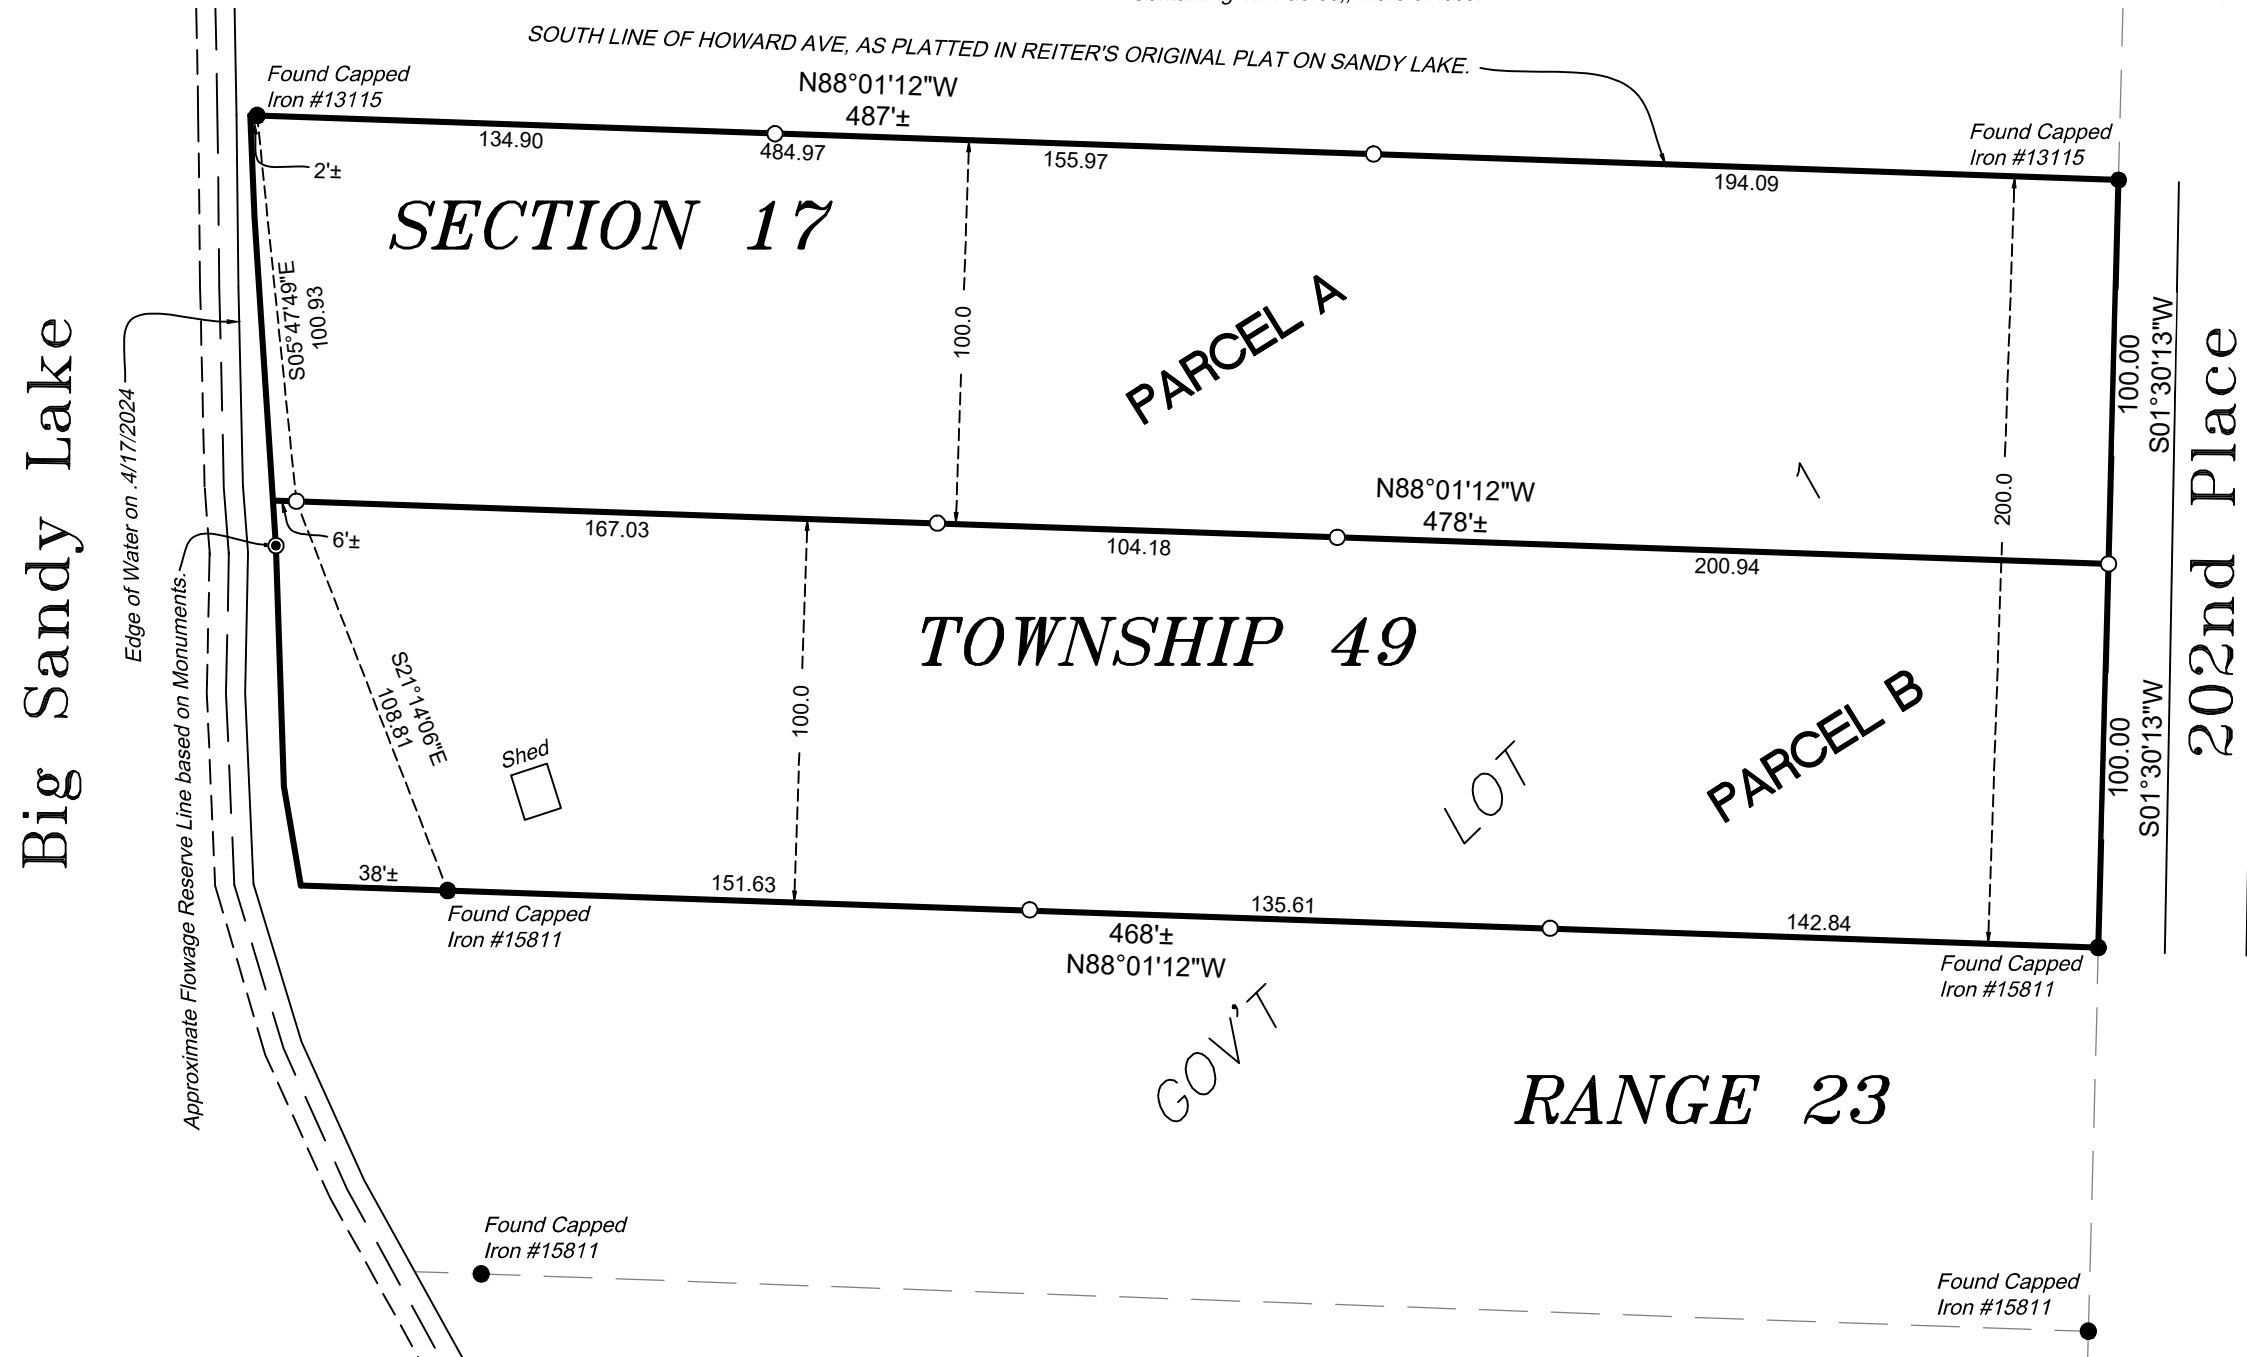 SOUTH LINE OF HOWARD AVE, AS PLATTED IN REITER'S ORIGINAL PLAT ON SANDY LAKE.
Found Capped
Iron #13115
N88°01'12"W
487'±
134.90
484.97
155.97
194.09
Found Capped
Iron #13115
2'±
SECTION 17
S05°47'49"E
100.93
100.0
PARCEL A
200.0
100.00
S01°30'13"W
Big Sandy Lake
Edge of Water on .4/17/2024
Approximate Flowage Reserve Line based on Monuments.
202nd Place
1
N88°01'12"W
478'±
6'±
167.03
104.18
200.94
TOWNSHIP 49
S21°14'06"E
108.81
100.0
Shed
LOT
PARCEL B
100.00
S01°30'13"W
38'±
151.63
135.61
142.84
Found Capped
Iron #15811
468'±
N88°01'12"W
Found Capped
Iron #15811
GOV'T
RANGE 23
Found Capped
Iron #15811
Found Capped
Iron #15811